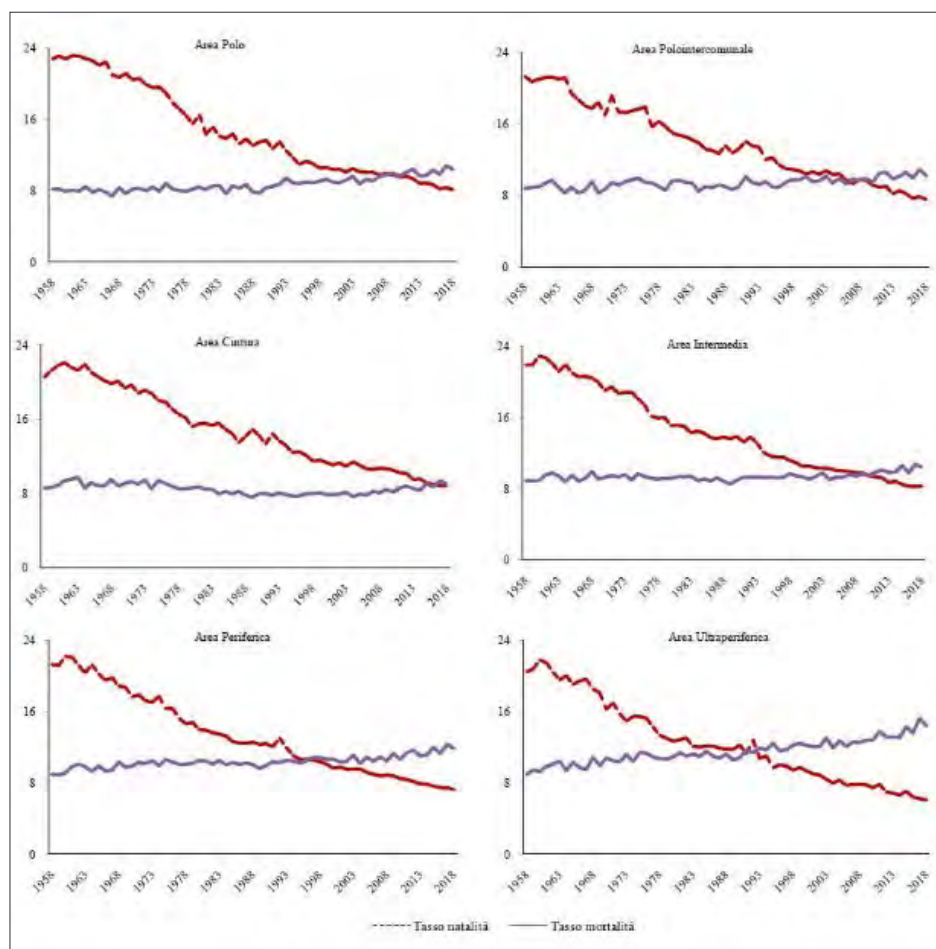 Area Polo
24
16
8
0
1958 1963 1968 1973 1978 1983 1988 1993 1998 2003 2008 2013 2018
Area Polointercomunale
24
16
8
0
1958 1963 1968 1973 1978 1983 1988 1993 1998 2003 2008 2013 2018
Area Cintura
24
16
8
0
1958 1963 1968 1973 1978 1983 1988 1993 1998 2003 2008 2013 2018
Area Intermedia
24
16
8
0
1958 1963 1968 1973 1978 1983 1988 1993 1998 2003 2008 2013 2018
Area Periferica
24
16
8
0
1958 1963 1968 1973 1978 1983 1988 1993 1998 2003 2008 2013 2018
Area Ultraperiferica
24
16
8
0
1958 1963 1968 1973 1978 1983 1988 1993 1998 2003 2008 2013 2018
Tasso natalità Tasso mortalità